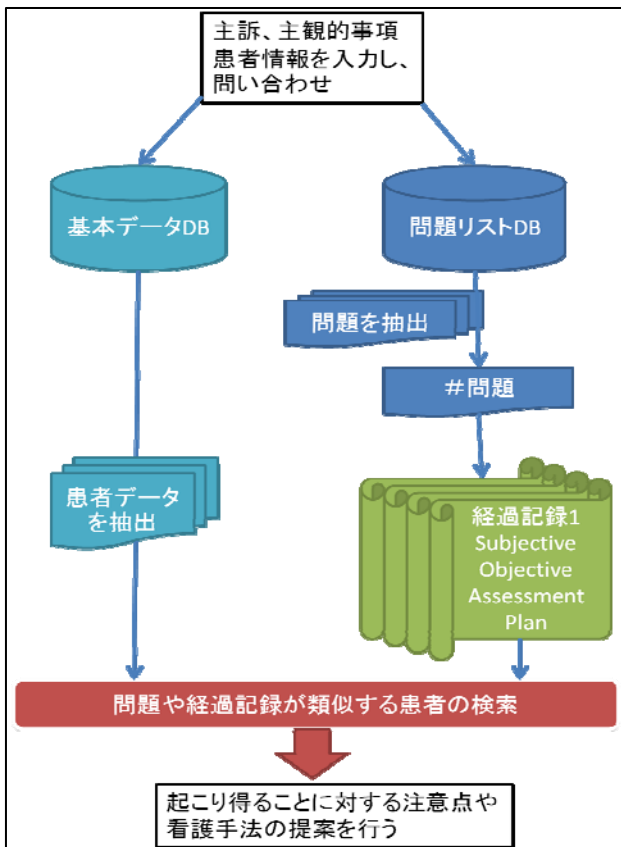 主訴、主観的事項
患者情報を入力し、
問い合わせ
基本データDB
問題リストDB
問題を抽出
＃問題
患者データ
を抽出
経過記録1
Subjective
Objective
Assessment
Plan
問題や経過記録が類似する患者の検索
起こり得ることに対する注意点や
看護手法の提案を行う